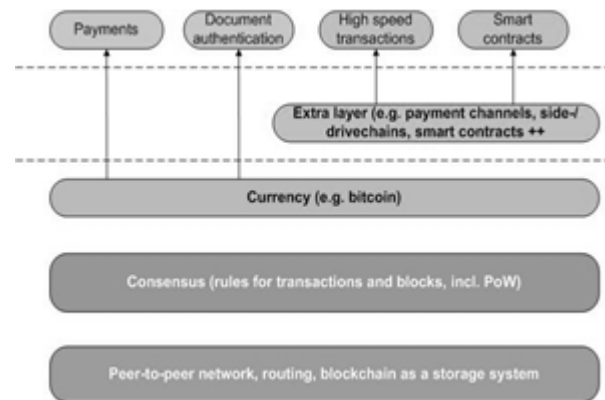 Payments
Document
authentication
High speed
transactions
Smart
contracts
Extra layer (e.g. payment channels, side-/
drivechains, smart contracts ++
Currency (e.g. bitcoin)
Consensus (rules for transactions and blocks, incl. PoW)
Peer-to-peer network, routing, blockchain as a storage system